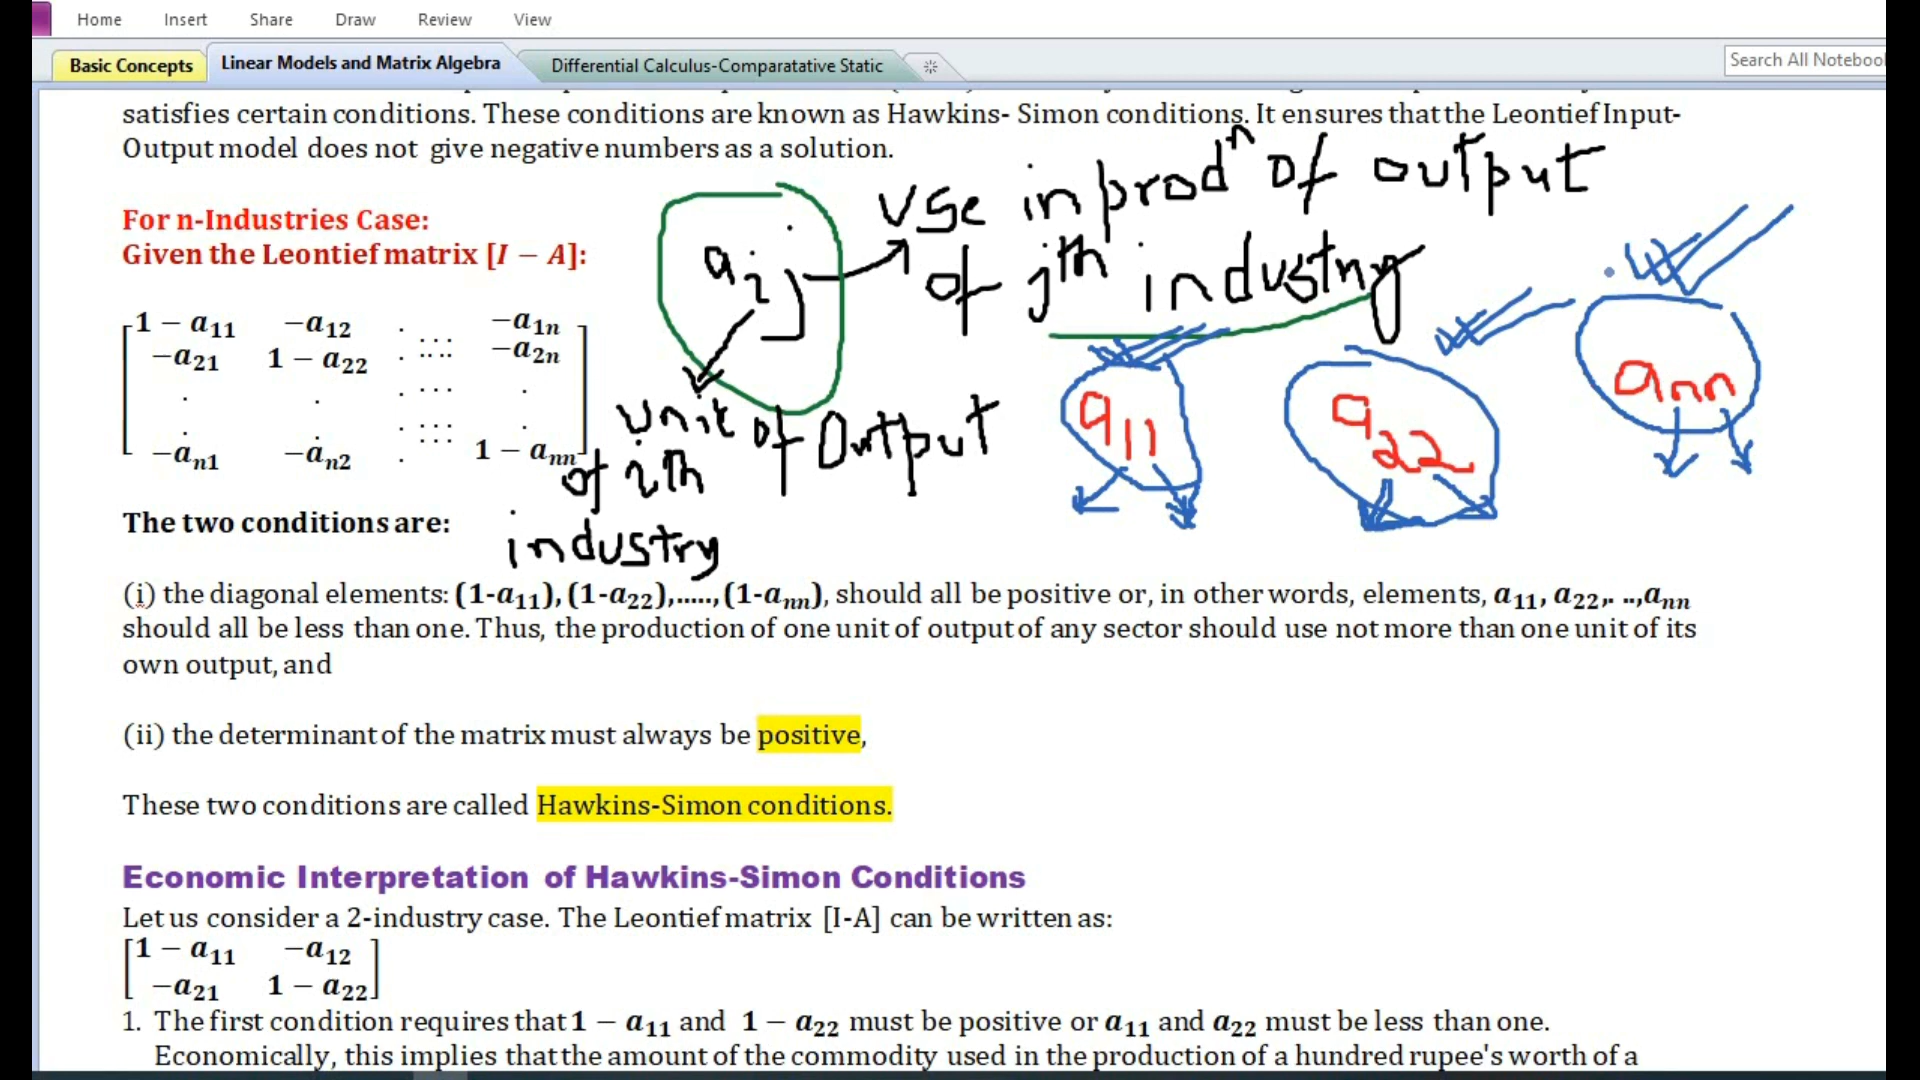 Home Insert Share Draw Review View
Basic Concepts Linear Models and Matrix Algebra Differential Calculus-Comparatative Static
Search All Notebool
satisfies certain conditions. These conditions are known as Hawkins- Simon conditions. It ensures that the Leontief Input-
Output model does not give negative numbers as a solution.
For n-Industries Case:
Given the Leontief matrix [I − A]:
1 − a11 −a12 . −a1n
−a21 1 − a22 . ..... −a2n
. . . ... .
. . . ... .
−an1 −an2 . 1 − ann
aij
use in prodⁿ of output
of jth industry
unit of output
of ith
industry
a11 a22 ann
The two conditions are:
(i) the diagonal elements: (1-a11), (1-a22),....., (1-ann), should all be positive or, in other words, elements, a11, a22,. ..,ann
should all be less than one. Thus, the production of one unit of output of any sector should use not more than one unit of its
own output, and
(ii) the determinant of the matrix must always be positive,
These two conditions are called Hawkins-Simon conditions.
Economic Interpretation of Hawkins-Simon Conditions
Let us consider a 2-industry case. The Leontief matrix [I-A] can be written as:
1 − a11 −a12
−a21 1 − a22
1. The first condition requires that 1 − a11 and 1 − a22 must be positive or a11 and a22 must be less than one.
Economically, this implies that the amount of the commodity used in the production of a hundred rupee's worth of a